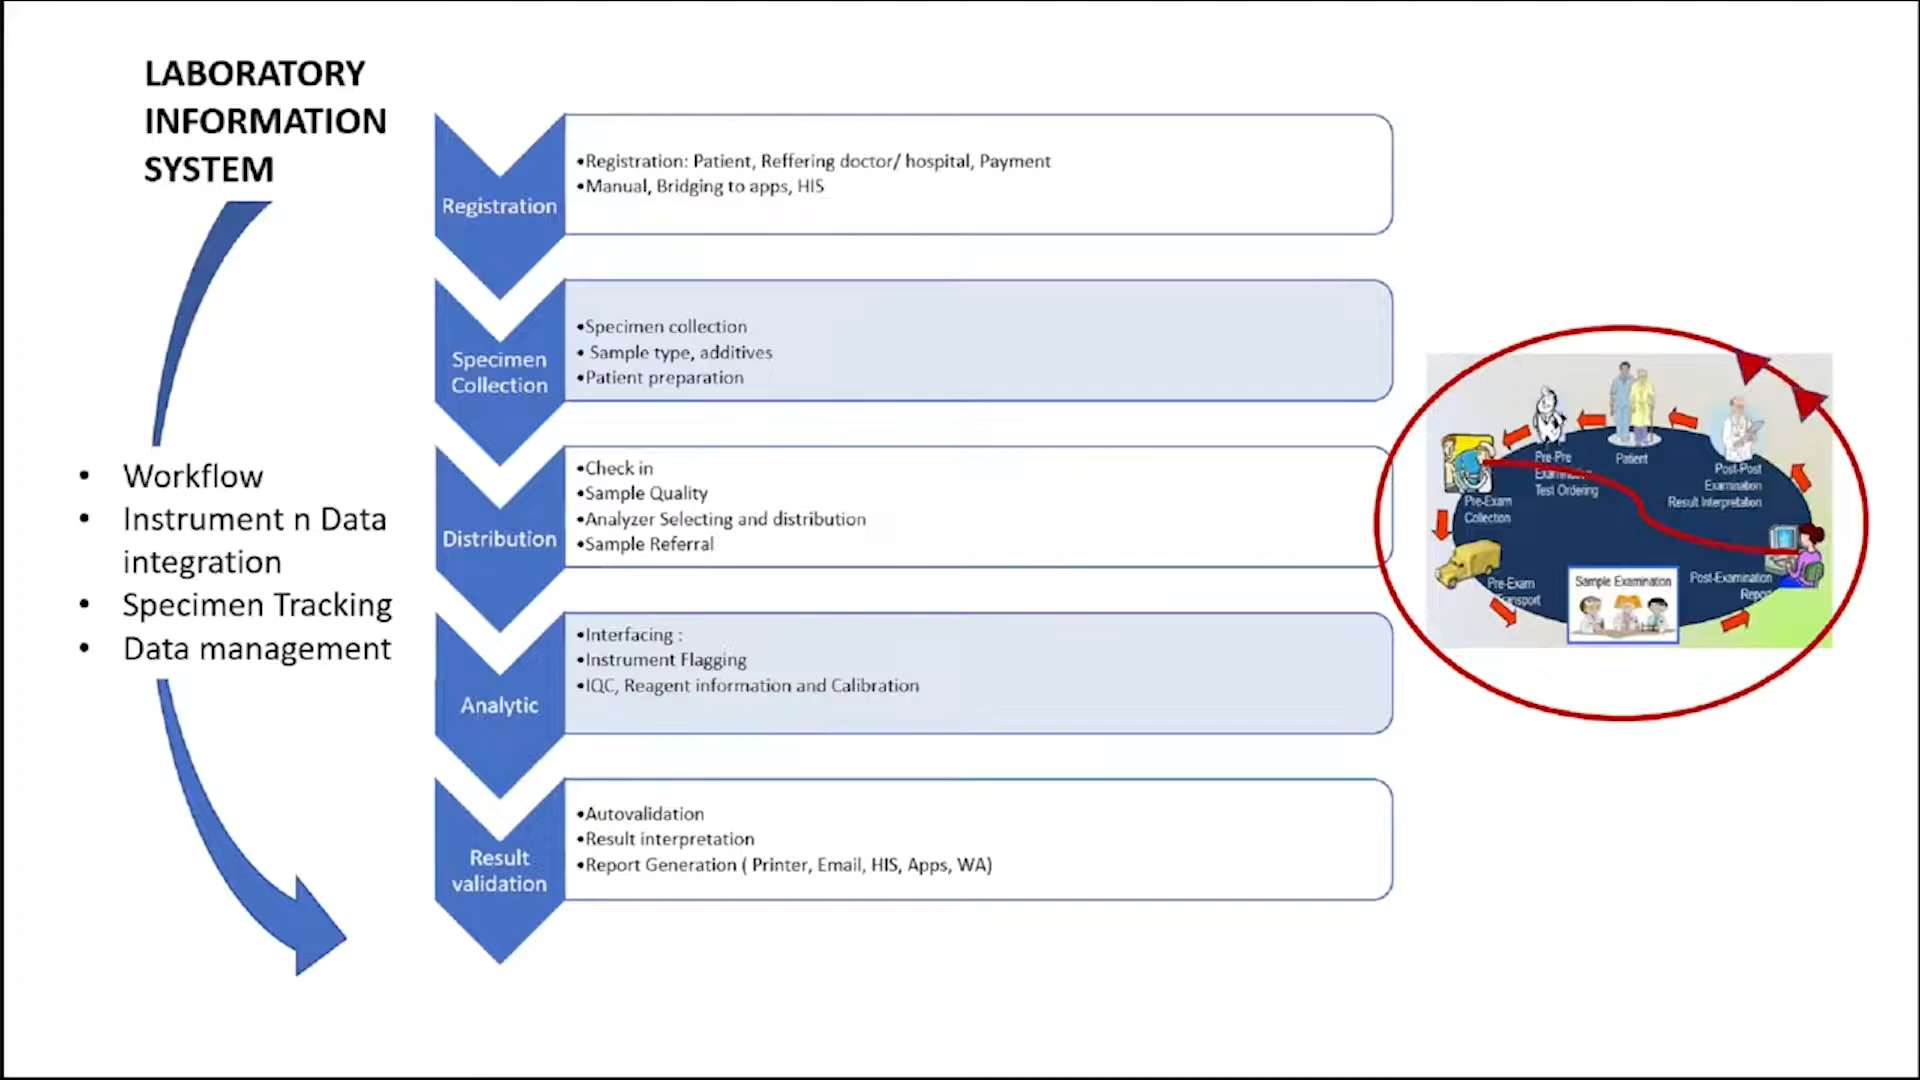 LABORATORY
INFORMATION
SYSTEM
• Workflow
• Instrument n Data
integration
• Specimen Tracking
• Data management
Registration
•Registration: Patient, Reffering doctor/ hospital, Payment
•Manual, Bridging to apps, HIS
Specimen
Collection
•Specimen collection
• Sample type, additives
•Patient preparation
Distribution
•Check in
•Sample Quality
•Analyzer Selecting and distribution
•Sample Referral
Analytic
•Interfacing :
•Instrument Flagging
•IQC, Reagent information and Calibration
Result
validation
•Autovalidation
•Result interpretation
•Report Generation ( Printer, Email, HIS, Apps, WA)
Patient
Pre-Pre
Test Ordering
Pre-Exam
Collection
Pre-Exam
Sample Examination
Post-Examination
Post-Post
Examination
Result Interpretation